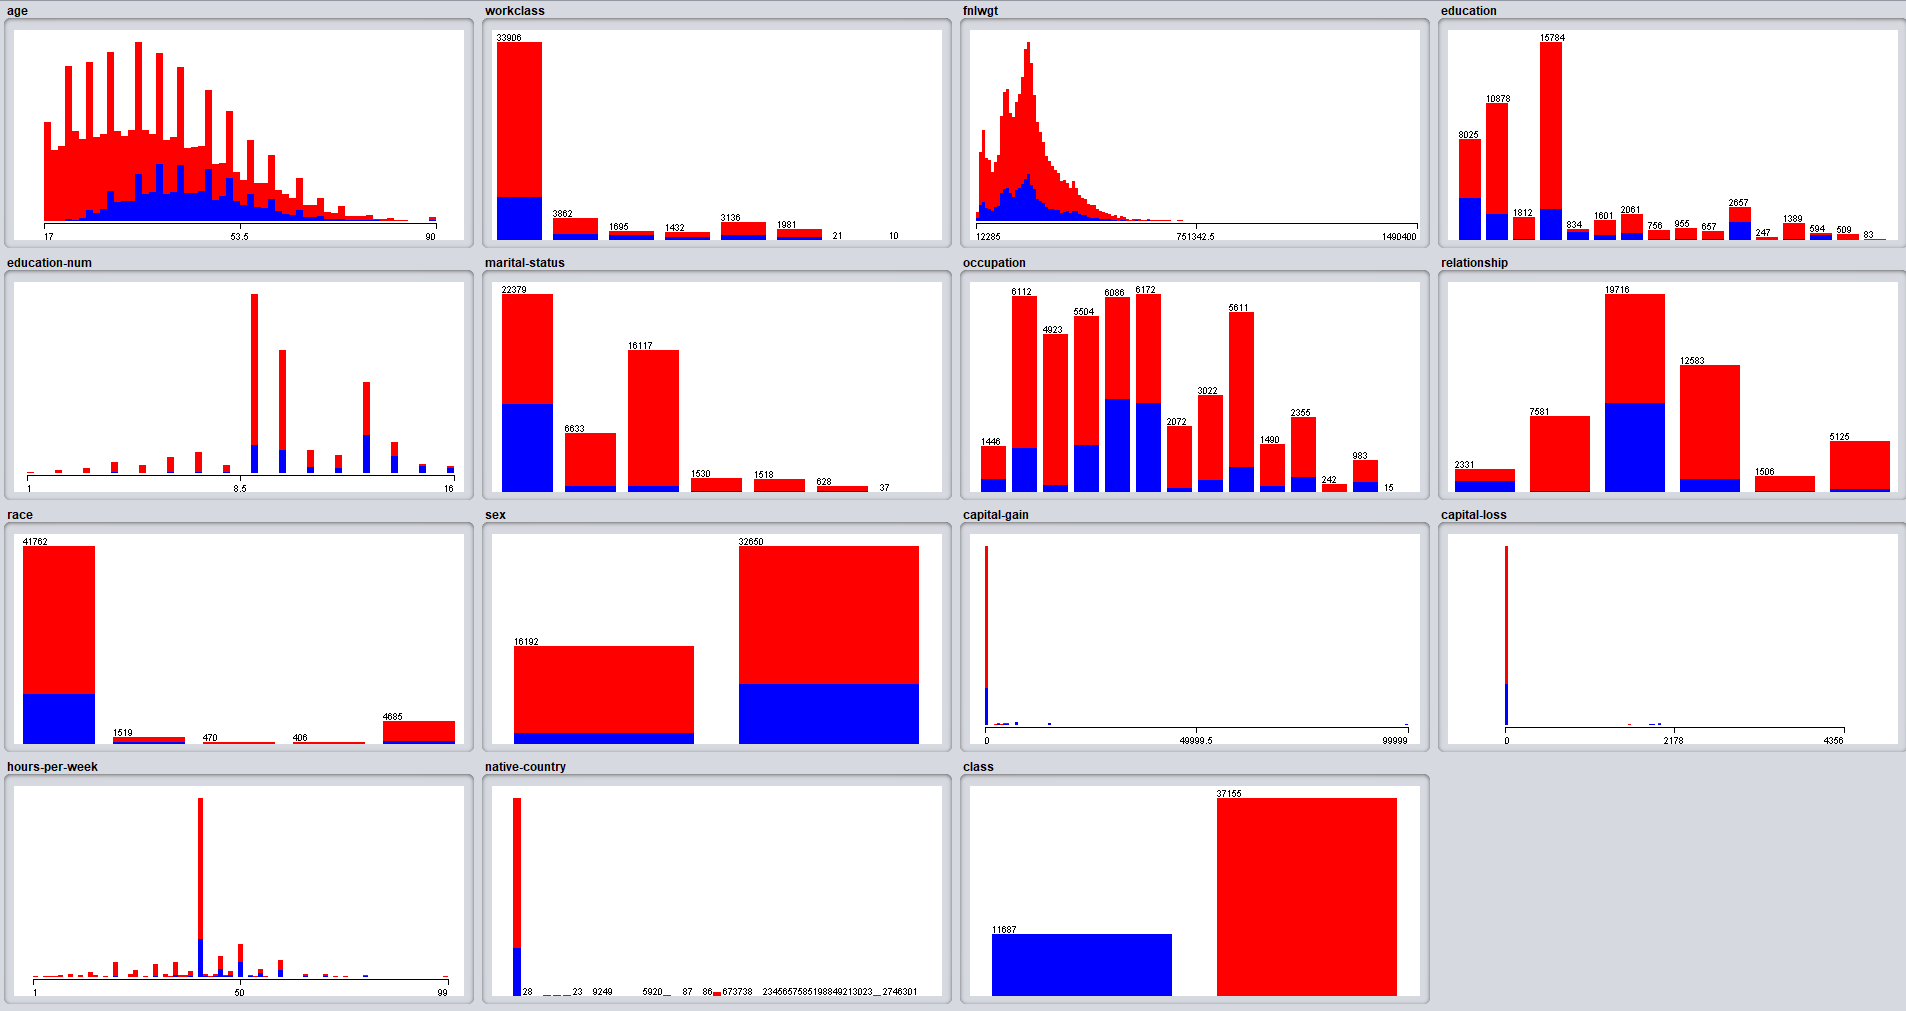 age
workclass
fnlwgt
education
17 53.5 90
33906 3862 1695 1432 3136 1981 21 10
12285 751342.5 1490400
8025 10878 1812 15784 834 1601 2061 756 955 657 2657 247 1389 594 509 83
education-num
marital-status
occupation
relationship
1 8.5 16
22379 6633 16117 1530 1518 628 37
1446 6112 4923 5504 6086 6172 2072 3022 5611 1490 2355 242 983 15
2331 7581 19716 12583 1506 5125
race
sex
capital-gain
capital-loss
41762 1519 470 406 4685
16192 32650
0 49999.5 99999
0 2178 4356
hours-per-week
native-country
class
1 50 99
28 23 9249 5920 87 86 673738 2345657585198849213023 2746301
11687 37155